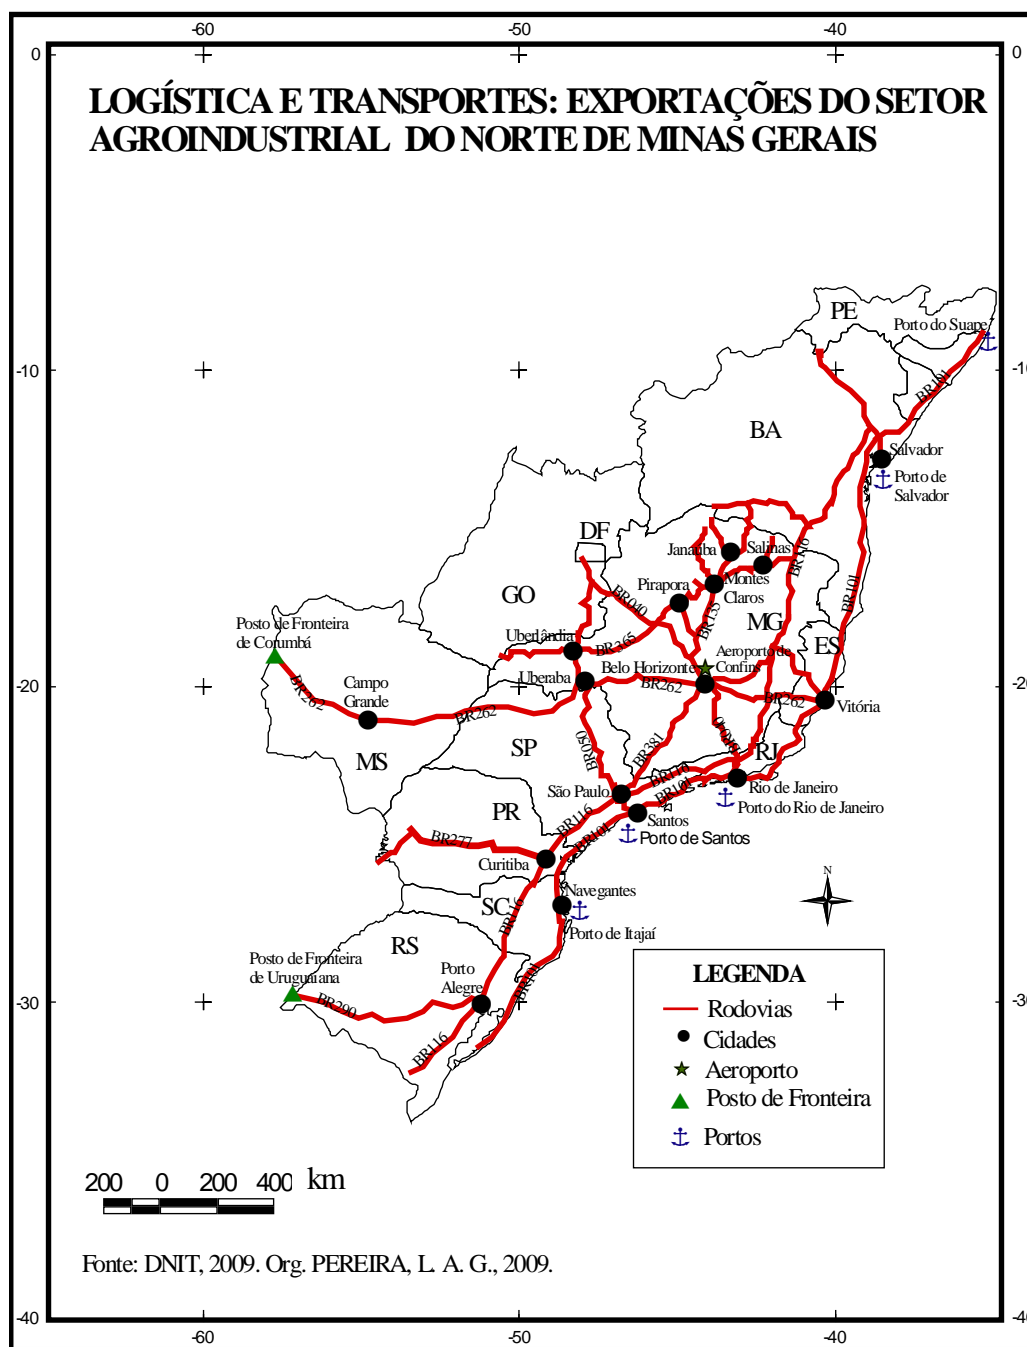 -60
-50
-40
0
0
LOGÍSTICA E TRANSPORTES: EXPORTAÇÕES DO SETOR
AGROINDUSTRIAL DO NORTE DE MINAS GERAIS
PE
Porto do Suape
-10
-10
BR101
BA
Salvador
Porto de
Salvador
DF
Janaúba
Salinas
BR116
Pirapora
Montes
Claros
GO
BR040
BR135
MG
BR101
Posto de Fronteira
de Corumbá
Uberlândia
BR365
ES
Aeroporto de
Confins
Belo Horizonte
Uberaba
-20
-20
BR262
Campo
Grande
BR262
BR262
BR262
Vitória
MS
SP
BR050
BR381
BR040
RJ
BR116
São Paulo
BR101
Rio de Janeiro
Porto do Rio de Janeiro
PR
BR116
Santos
Porto de Santos
BR277
BR101
Curitiba
N
SC
BR116
Navegantes
Porto de Itajaí
RS
Posto de Fronteira
de Uruguaiana
Porto
Alegre
BR101
BR290
-30
-30
BR116
LEGENDA
Rodovias
Cidades
Aeroporto
Posto de Fronteira
Portos
200 0 200 400 km
Fonte: DNIT, 2009. Org. PEREIRA, L. A. G., 2009.
-40
-40
-60
-50
-40